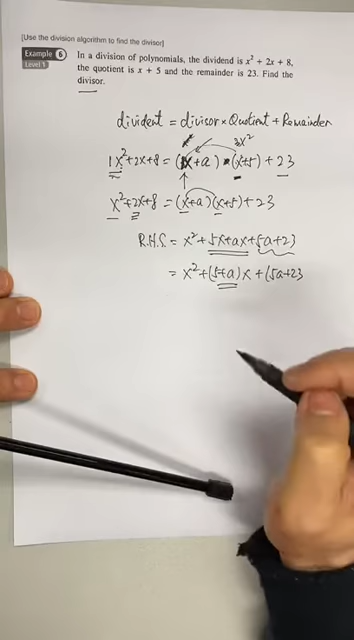 [Use the division algorithm to find the divisor]
Example 6 In a division of polynomials, the dividend is x² + 2x + 8,
Level 1 the quotient is x + 5 and the remainder is 23. Find the
divisor.
divident = divisor × Quotient + Remainder
x²
1x²+2x+8 = (x+a) • (x+5) + 23
x²+2x+8 = (x+a)(x+5)+23
R.H.S. = x²+5x+ax+5a+23
= x²+(5+a)x+(5a+23